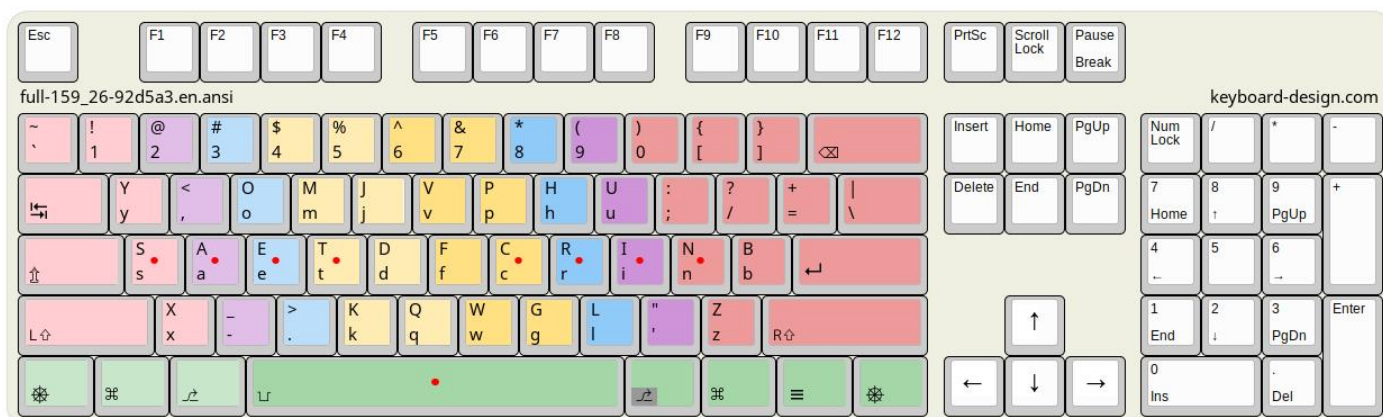 Esc F1 F2 F3 F4 F5 F6 F7 F8 F9 F10 F11 F12 PrtSc Scroll Lock Pause Break
full-159_26-92d5a3.en.ansi keyboard-design.com
~ ` ! 1 @ 2 # 3 $ 4 % 5 ^ 6 & 7 * 8 ( 9 ) 0 { [ } ] ⌫ Insert Home PgUp Num Lock / * -
↹ Y y < , O o M m J j V v P p H h U u : ; ? / + = | \ Delete End PgDn 7 Home 8 ↑ 9 PgUp +
⇪ S s A a E e T t D d F f C c R r I i N n B b ↵ 4 ← 5 6 →
L⇧ X x _ - > . K k Q q W w G g L l " ' Z z R⇧ ↑ 1 End 2 ↓ 3 PgDn Enter
⎈ ⌘ ⎇ ⊔ ⎇ ⌘ ≡ ⎈ ← ↓ → 0 Ins . Del